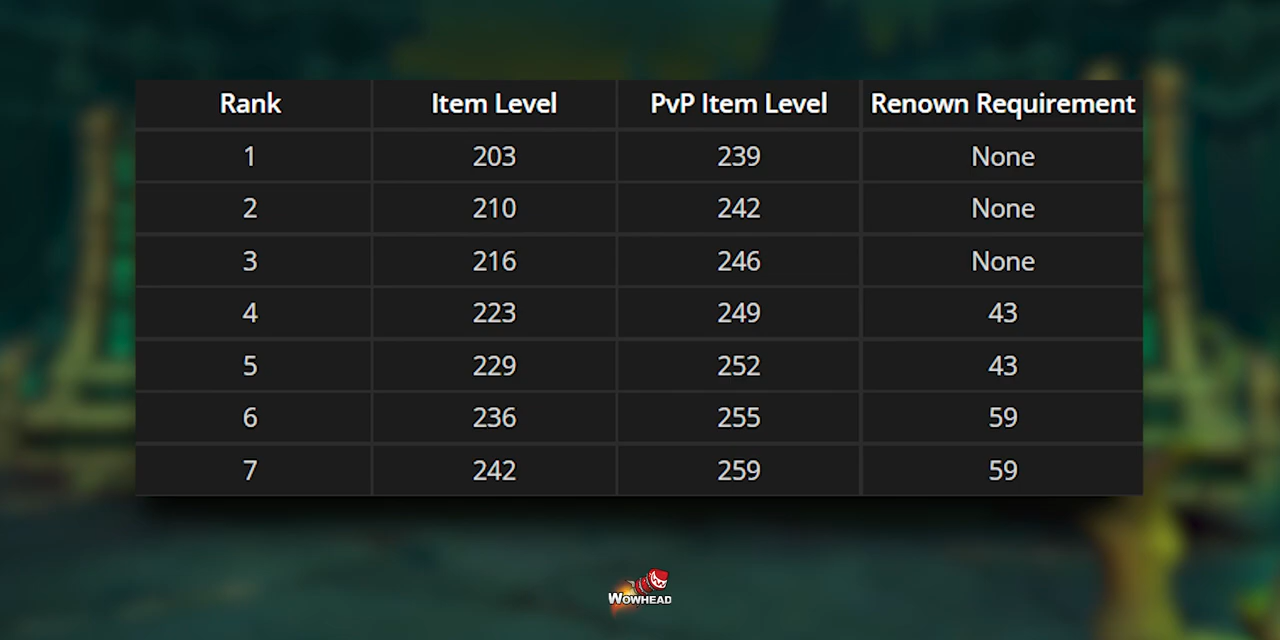 Rank Item Level PvP Item Level Renown Requirement
1 203 239 None
2 210 242 None
3 216 246 None
4 223 249 43
5 229 252 43
6 236 255 59
7 242 259 59
WOWHEAD